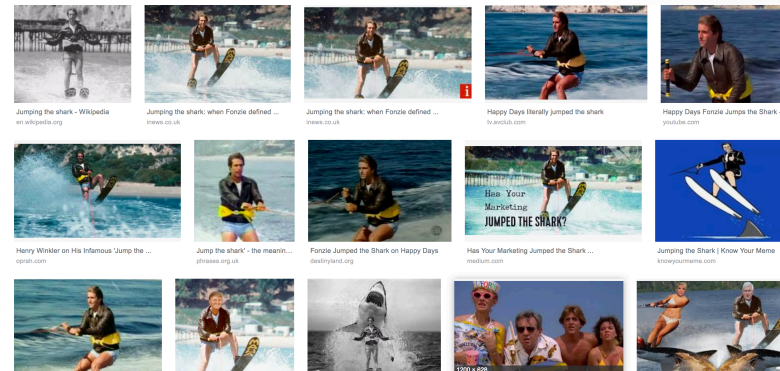 Jumping the shark - Wikipedia
en.wikipedia.org
Jumping the shark: when Fonzie defined ...
inews.co.uk
Jumping the shark: when Fonzie defined ...
inews.co.uk
Happy Days literally jumped the shark
tv.avclub.com
Happy Days Fonzie Jumps the Shark -
youtube.com
i
Has Your
Marketing
JUMPED THE SHARK?
Henry Winkler on His Infamous 'Jump the ...
oprah.com
Jump the shark' - the meanin...
phrases.org.uk
Fonzie Jumped the Shark on Happy Days
destinyland.org
Has Your Marketing Jumped the Shark ...
medium.com
Jumping the Shark | Know Your Meme
knowyourmeme.com
1200 × 628